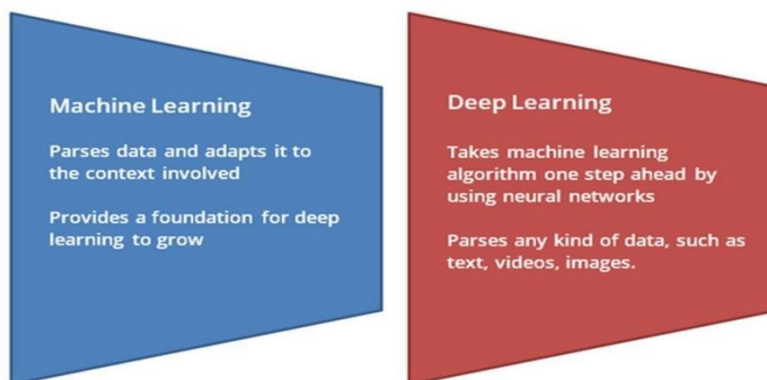 Machine Learning
Parses data and adapts it to
the context involved
Provides a foundation for deep
learning to grow
Deep Learning
Takes machine learning
algorithm one step ahead by
using neural networks
Parses any kind of data, such as
text, videos, images.